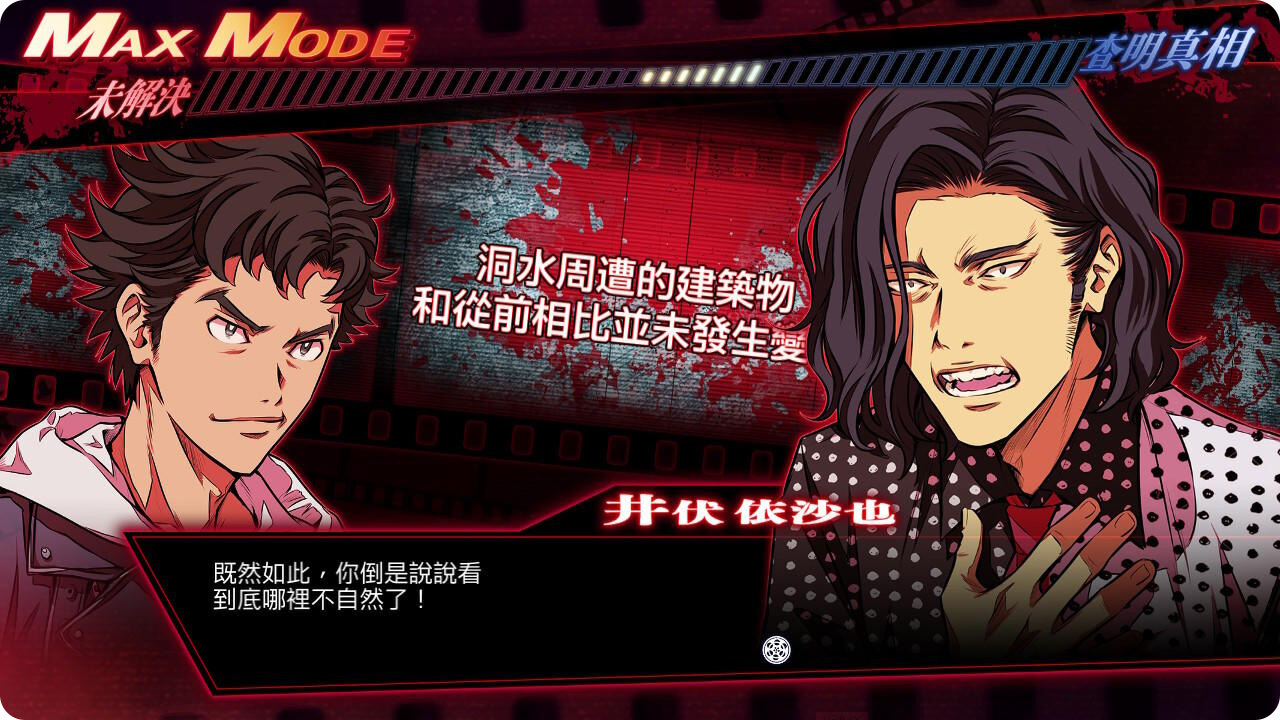 MAX MODE
未解決
查明真相
洞水周遭的建築物
和從前相比並未發生變
井伏 依沙也
既然如此，你倒是說說看
到底哪裡不自然了！